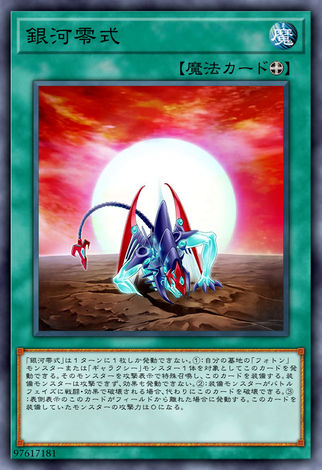 銀河零式
魔
【魔法カード】
「銀河零式」は１ターンに１枚しか発動できない。①：自分の墓地の「フォトン」
モンスターまたは「ギャラクシー」モンスター１体を対象としてこのカードを発
動できる。そのモンスターを攻撃表示で特殊召喚し、このカードを装備する。装
備モンスターは攻撃できず、効果も発動できない。②：装備モンスターがバトル
フェイズに戦闘・効果で破壊される場合、代わりにこのカードを破壊できる。③
：表側表示のこのカードがフィールドから離れた場合に発動する。このカードを
装備していたモンスターの攻撃力は０になる。
97617181